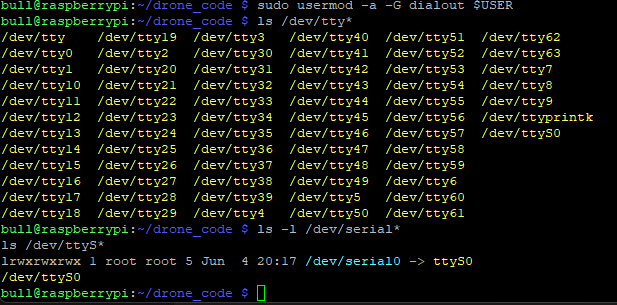 bull@raspberrypi:~/drone_code $ sudo usermod -a -G dialout $USER
bull@raspberrypi:~/drone_code $ ls /dev/tty*
/dev/tty    /dev/tty19  /dev/tty3   /dev/tty40  /dev/tty51  /dev/tty62
/dev/tty0   /dev/tty2   /dev/tty30  /dev/tty41  /dev/tty52  /dev/tty63
/dev/tty1   /dev/tty20  /dev/tty31  /dev/tty42  /dev/tty53  /dev/tty7
/dev/tty10  /dev/tty21  /dev/tty32  /dev/tty43  /dev/tty54  /dev/tty8
/dev/tty11  /dev/tty22  /dev/tty33  /dev/tty44  /dev/tty55  /dev/tty9
/dev/tty12  /dev/tty23  /dev/tty34  /dev/tty45  /dev/tty56  /dev/ttyprintk
/dev/tty13  /dev/tty24  /dev/tty35  /dev/tty46  /dev/tty57  /dev/ttyS0
/dev/tty14  /dev/tty25  /dev/tty36  /dev/tty47  /dev/tty58
/dev/tty15  /dev/tty26  /dev/tty37  /dev/tty48  /dev/tty59
/dev/tty16  /dev/tty27  /dev/tty38  /dev/tty49  /dev/tty6
/dev/tty17  /dev/tty28  /dev/tty39  /dev/tty5   /dev/tty60
/dev/tty18  /dev/tty29  /dev/tty4   /dev/tty50  /dev/tty61
bull@raspberrypi:~/drone_code $ ls -l /dev/serial*
ls /dev/ttyS*
lrwxrwxrwx 1 root root 5 Jun  4 20:17 /dev/serial0 -> ttyS0
/dev/ttyS0
bull@raspberrypi:~/drone_code $